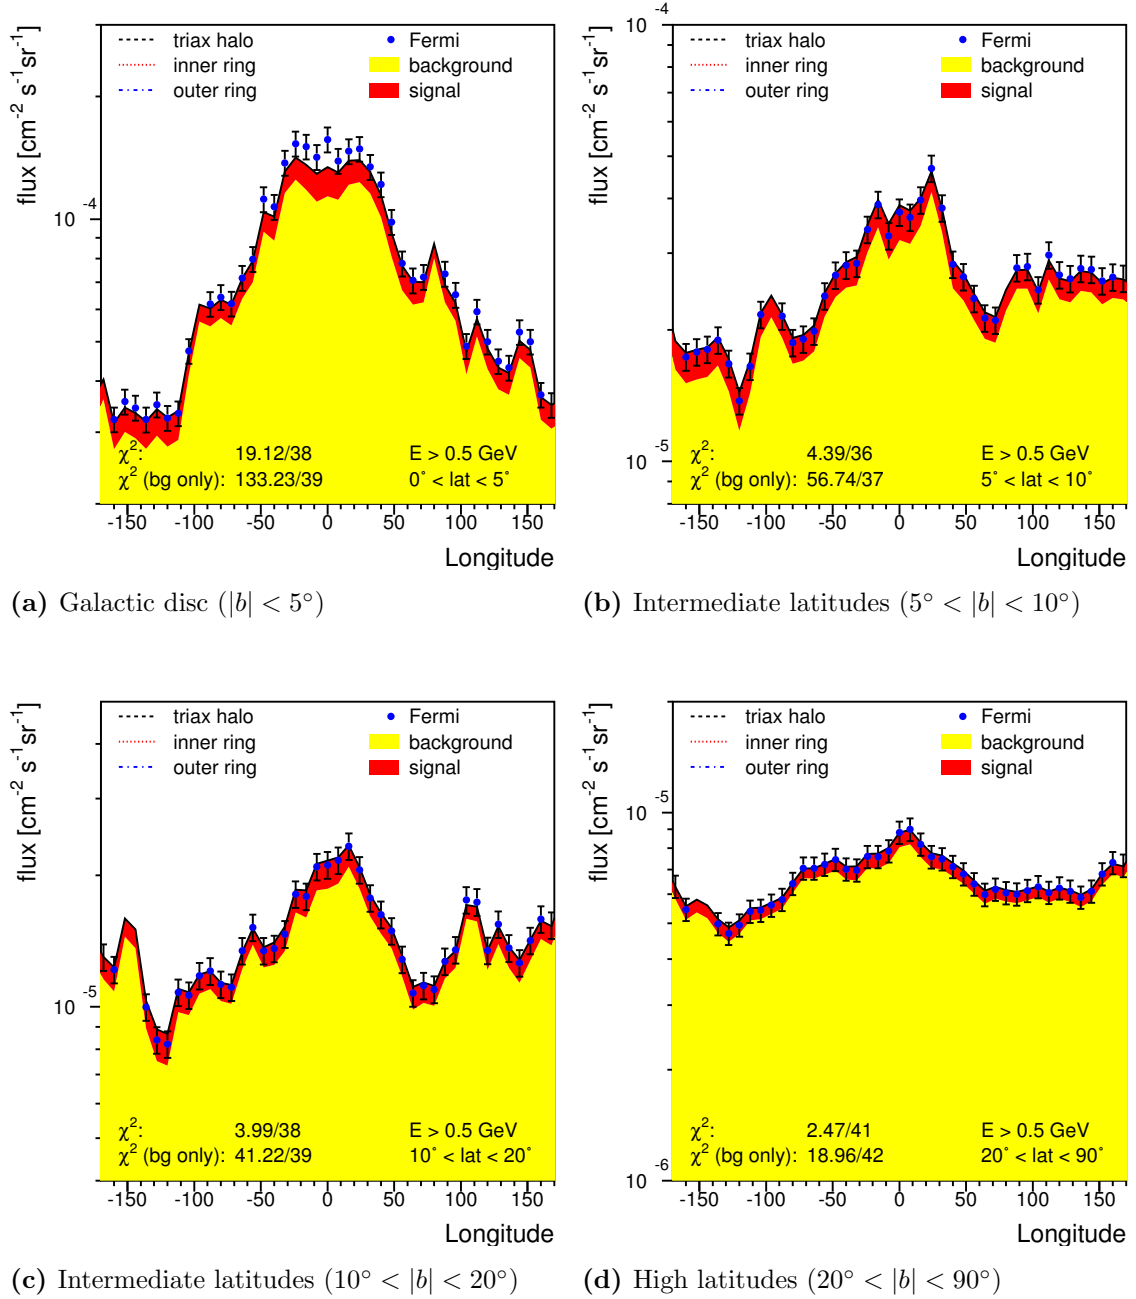 flux [cm⁻² s⁻¹ sr⁻¹]
triax halo
inner ring
outer ring
Fermi
background
signal
10⁻⁴
χ²: 19.12/38 E > 0.5 GeV
χ² (bg only): 133.23/39 0° < lat < 5°
-150 -100 -50 0 50 100 150
Longitude
(a) Galactic disc (|b| < 5°)
flux [cm⁻² s⁻¹ sr⁻¹]
10⁻⁴
triax halo
inner ring
outer ring
Fermi
background
signal
10⁻⁵
χ²: 4.39/36 E > 0.5 GeV
χ² (bg only): 56.74/37 5° < lat < 10°
-150 -100 -50 0 50 100 150
Longitude
(b) Intermediate latitudes (5° < |b| < 10°)
flux [cm⁻² s⁻¹ sr⁻¹]
triax halo
inner ring
outer ring
Fermi
background
signal
10⁻⁵
χ²: 3.99/38 E > 0.5 GeV
χ² (bg only): 41.22/39 10° < lat < 20°
-150 -100 -50 0 50 100 150
Longitude
(c) Intermediate latitudes (10° < |b| < 20°)
flux [cm⁻² s⁻¹ sr⁻¹]
triax halo
inner ring
outer ring
Fermi
background
signal
10⁻⁵
χ²: 2.47/41 E > 0.5 GeV
χ² (bg only): 18.96/42 20° < lat < 90°
10⁻⁶
-150 -100 -50 0 50 100 150
Longitude
(d) High latitudes (20° < |b| < 90°)